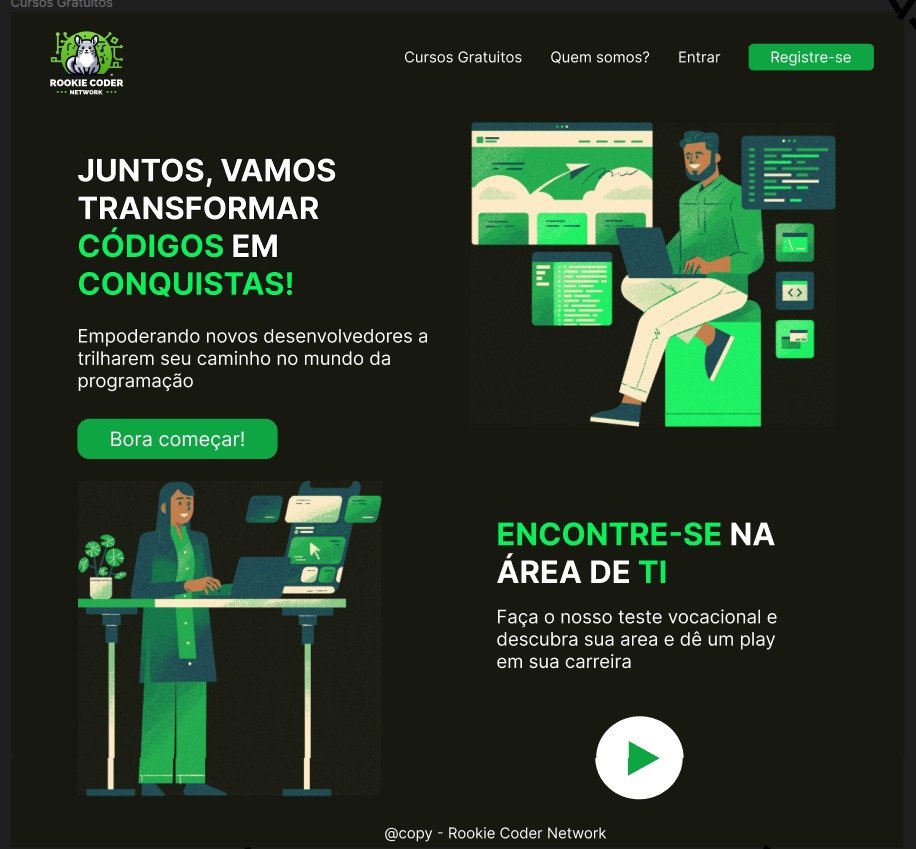 Cursos Gratuitos
ROOKIE CODER
NETWORK
Cursos Gratuitos
Quem somos?
Entrar
Registre-se
JUNTOS, VAMOS
TRANSFORMAR
CÓDIGOS EM
CONQUISTAS!
Empoderando novos desenvolvedores a
trilharem seu caminho no mundo da
programação
Bora começar!
ENCONTRE-SE NA
ÁREA DE TI
Faça o nosso teste vocacional e
descubra sua area e dê um play
em sua carreira
@copy - Rookie Coder Network